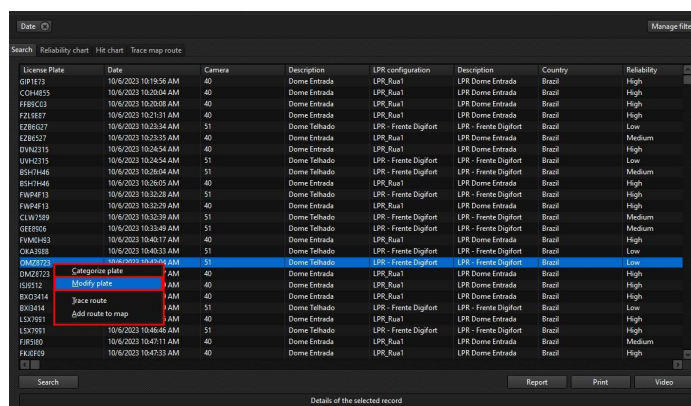 Date
Manage filte
Search Reliability chart Hit chart Trace map route
License Plate Date Camera Description LPR configuration Description Country Reliability
GIP1E73 10/6/2023 10:19:56 AM 40 Dome Entrada LPR_Rua1 LPR Dome Entrada Brazil High
COH4855 10/6/2023 10:20:04 AM 40 Dome Entrada LPR_Rua1 LPR Dome Entrada Brazil High
FFB9C03 10/6/2023 10:20:08 AM 40 Dome Entrada LPR_Rua1 LPR Dome Entrada Brazil High
FZL9E87 10/6/2023 10:21:31 AM 40 Dome Entrada LPR_Rua1 LPR Dome Entrada Brazil High
EZB6G27 10/6/2023 10:23:34 AM 51 Dome Telhado LPR - Frente Digifort LPR - Frente Digifort Brazil Low
EZB6527 10/6/2023 10:23:35 AM 40 Dome Entrada LPR_Rua1 LPR Dome Entrada Brazil Medium
DVN2315 10/6/2023 10:24:54 AM 40 Dome Entrada LPR_Rua1 LPR Dome Entrada Brazil High
UVH2315 10/6/2023 10:24:54 AM 51 Dome Telhado LPR - Frente Digifort LPR - Frente Digifort Brazil Low
BSH7H46 10/6/2023 10:26:04 AM 51 Dome Telhado LPR - Frente Digifort LPR - Frente Digifort Brazil Medium
BSH7H46 10/6/2023 10:26:05 AM 40 Dome Entrada LPR_Rua1 LPR Dome Entrada Brazil High
FWP4F13 10/6/2023 10:32:28 AM 51 Dome Telhado LPR - Frente Digifort LPR - Frente Digifort Brazil High
FWP4F13 10/6/2023 10:32:29 AM 40 Dome Entrada LPR_Rua1 LPR Dome Entrada Brazil High
CLW7589 10/6/2023 10:32:39 AM 51 Dome Telhado LPR - Frente Digifort LPR - Frente Digifort Brazil Medium
GEE8906 10/6/2023 10:33:49 AM 51 Dome Telhado LPR - Frente Digifort LPR - Frente Digifort Brazil Medium
FVM0H93 10/6/2023 10:40:17 AM 40 Dome Entrada LPR_Rua1 LPR Dome Entrada Brazil High
OKA39E8 10/6/2023 10:40:33 AM 51 Dome Telhado LPR - Frente Digifort LPR - Frente Digifort Brazil Low
OMZ8723 10/6/2023 10:42:04 AM 51 Dome Telhado LPR - Frente Digifort LPR - Frente Digifort Brazil Low
DMZ8723 Categorize plate AM 40 Dome Entrada LPR_Rua1 LPR Dome Entrada Brazil High
ISJ9512 Modify plate AM 40 Dome Entrada LPR_Rua1 LPR Dome Entrada Brazil High
BXO3414 Trace route AM 40 Dome Entrada LPR_Rua1 LPR Dome Entrada Brazil High
BXI3414 Add route to map AM 51 Dome Telhado LPR - Frente Digifort LPR - Frente Digifort Brazil Low
LSX7991 AM 40 Dome Entrada LPR_Rua1 LPR Dome Entrada Brazil High
LSX7991 10/6/2023 10:46:46 AM 51 Dome Telhado LPR - Frente Digifort LPR - Frente Digifort Brazil High
FJR5I80 10/6/2023 10:47:11 AM 40 Dome Entrada LPR_Rua1 LPR Dome Entrada Brazil Medium
FKJ0F09 10/6/2023 10:47:33 AM 40 Dome Entrada LPR_Rua1 LPR Dome Entrada Brazil High
Search Report Print Video
Details of the selected record